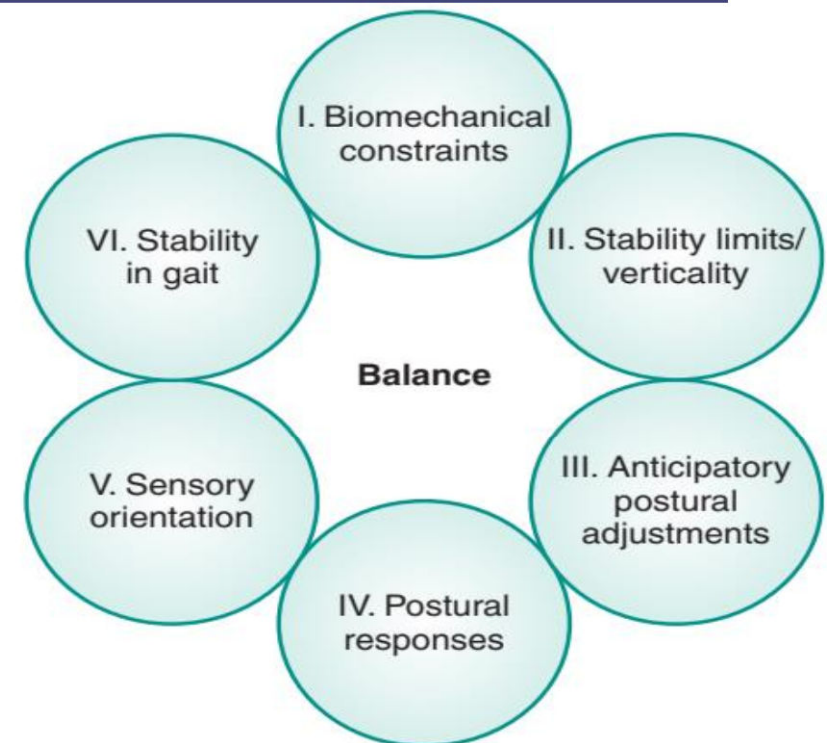 I. Biomechanical
constraints
II. Stability limits/
verticality
III. Anticipatory
postural
adjustments
IV. Postural
responses
V. Sensory
orientation
VI. Stability
in gait
Balance